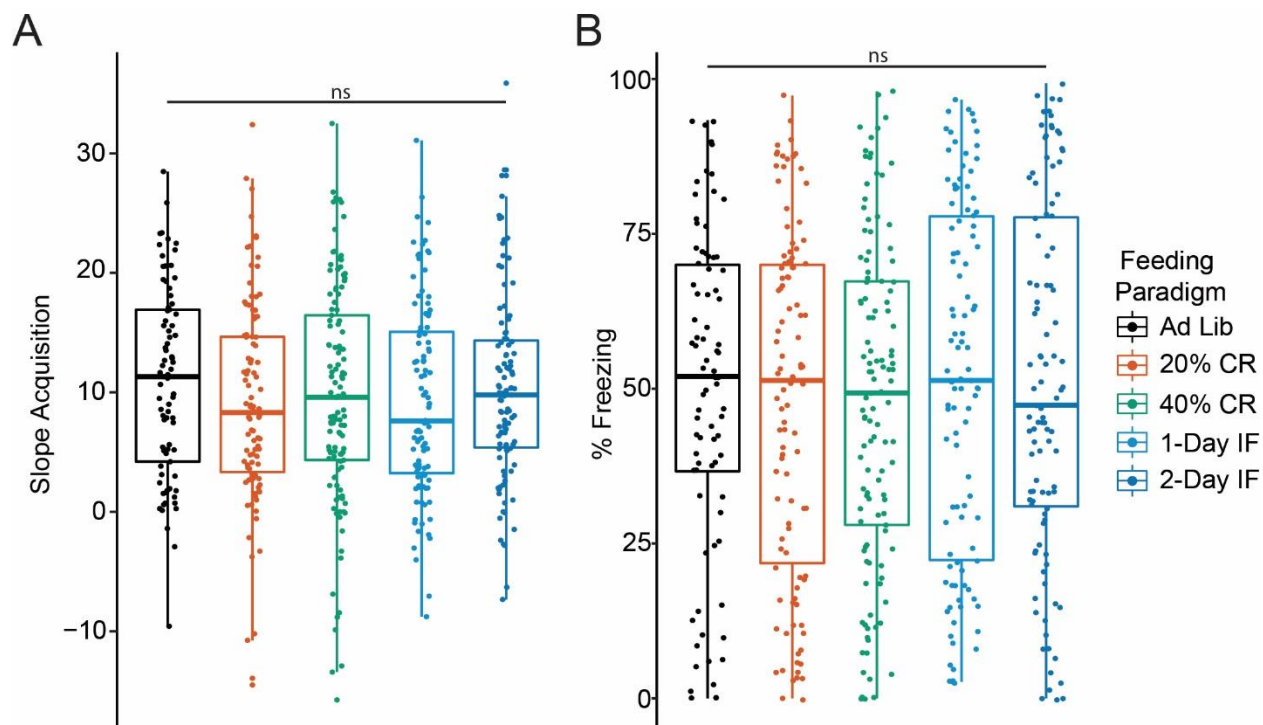 A
Slope Acquisition
30
20
10
0
−10
ns
B
% Freezing
100
75
50
25
0
ns
Feeding
Paradigm
Ad Lib
20% CR
40% CR
1-Day IF
2-Day IF